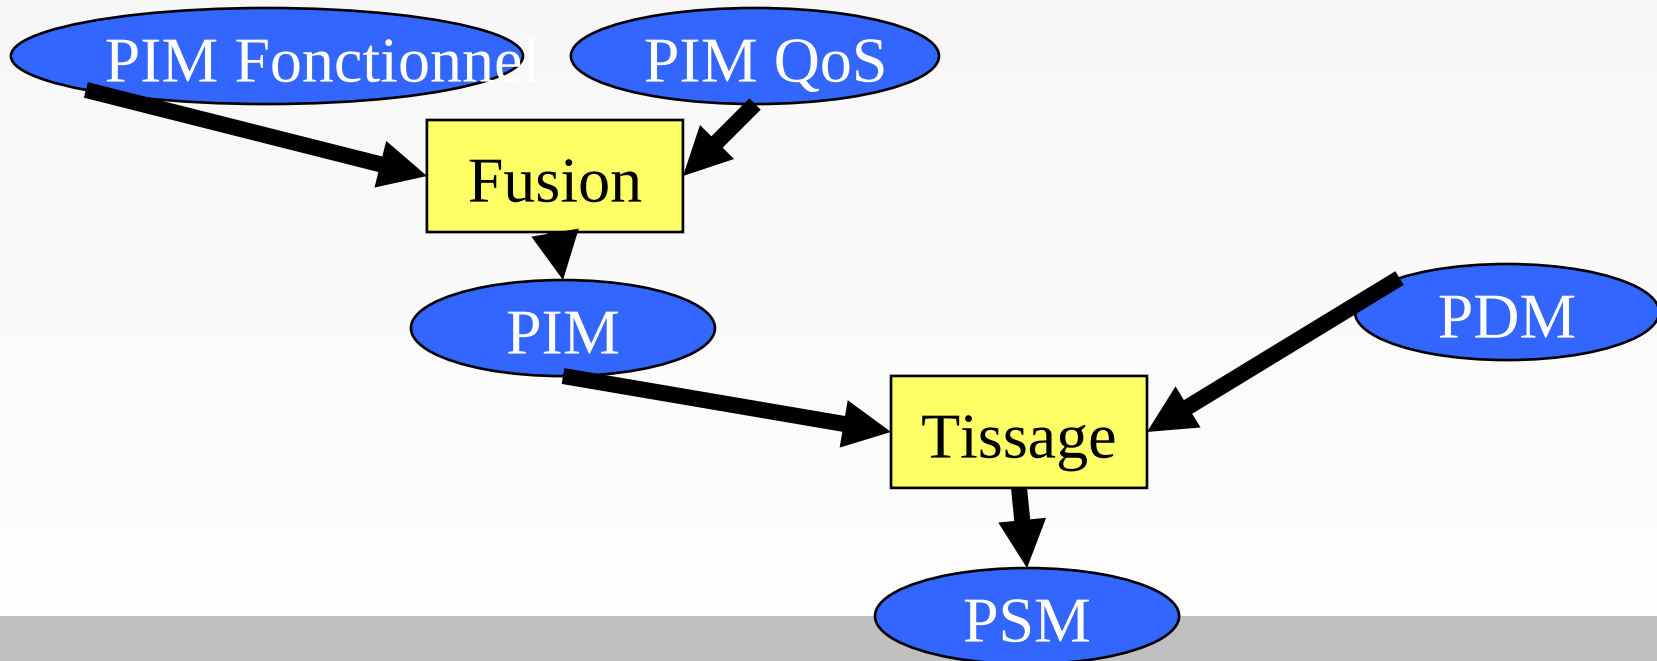 PIM Fonctionnel
PIM QoS
Fusion
PIM
PDM
Tissage
PSM